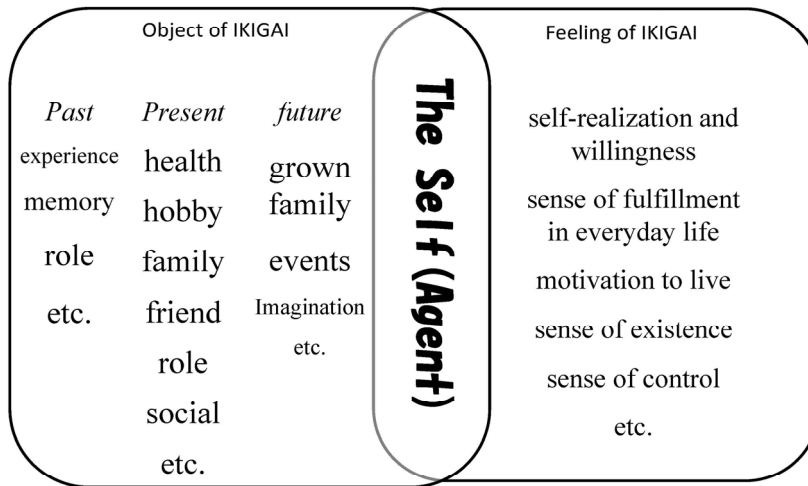 Object of IKIGAI
Past
experience
memory
role
etc.
Present
health
hobby
family
friend
role
social
etc.
future
grown
family
events
Imagination
etc.
The Self(Agent)
Feeling of IKIGAI
self-realization and
willingness
sense of fulfillment
in everyday life
motivation to live
sense of existence
sense of control
etc.